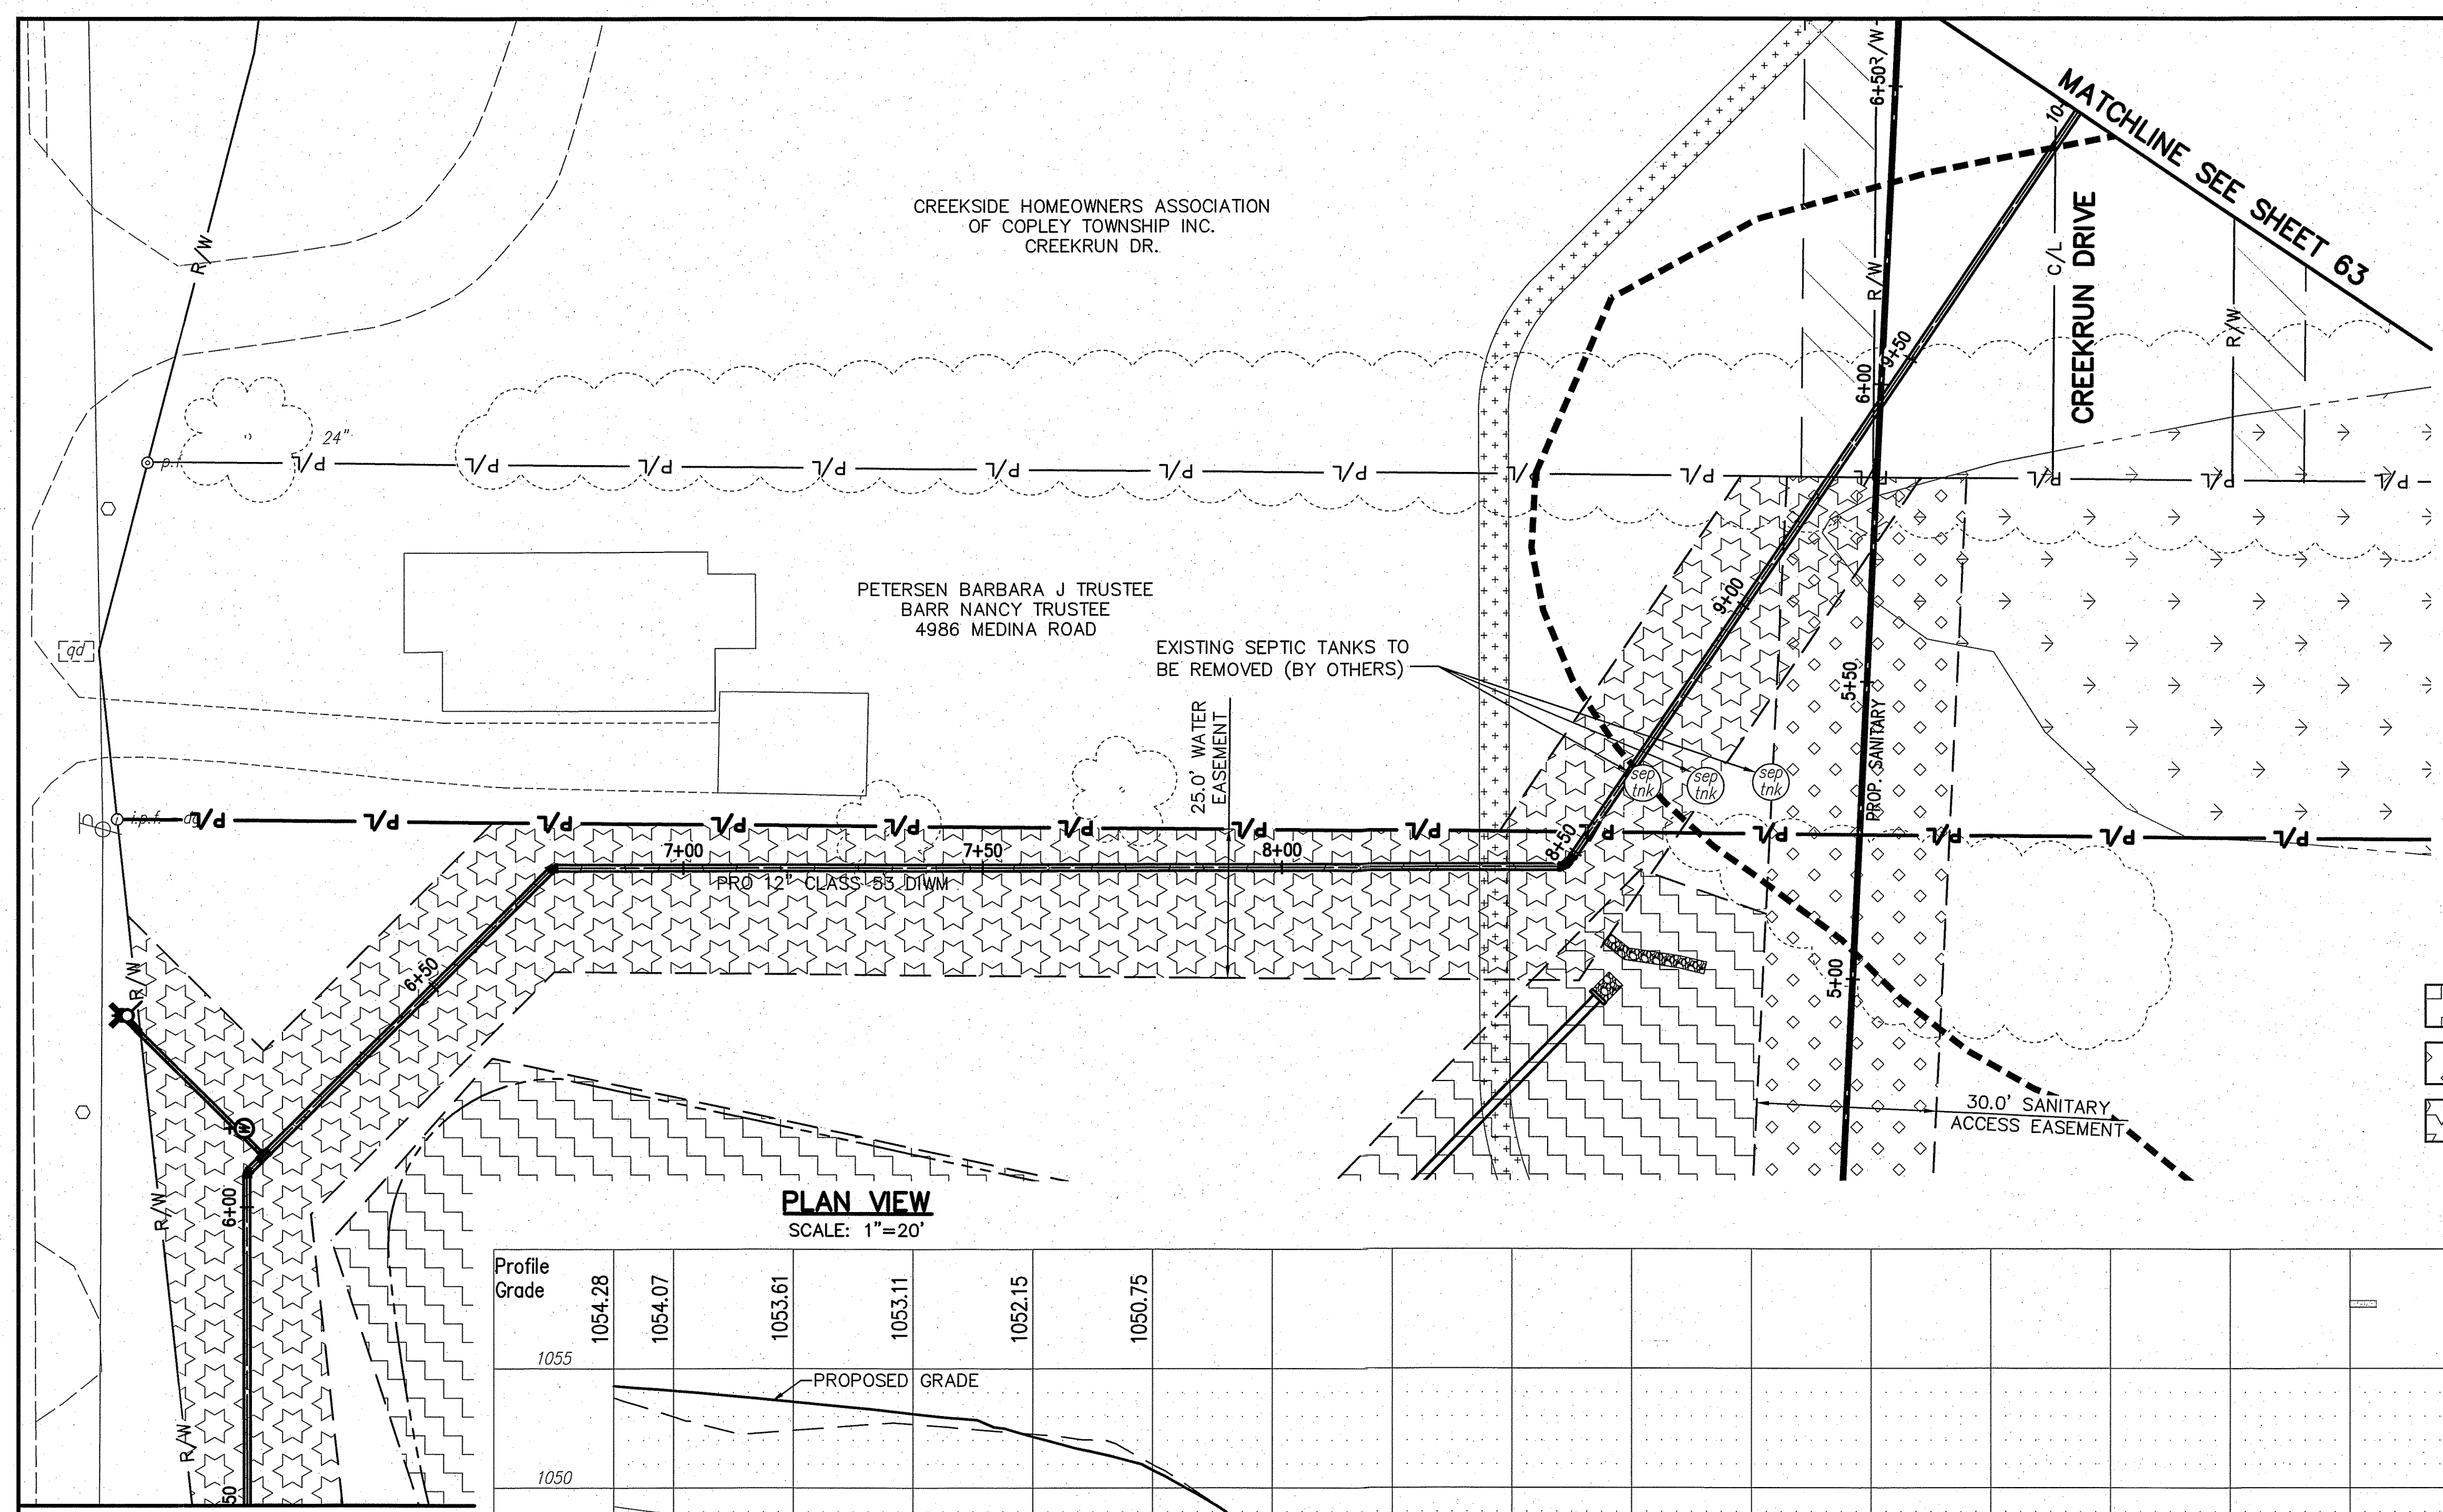 MATCHLINE SEE SHEET 63
6+50
R/W
10
R/W
CREEKSIDE HOMEOWNERS ASSOCIATION
OF COPLEY TOWNSHIP INC.
CREEKRUN DR.
R/W
C/L
CREEKRUN DRIVE
R/W
9+50
6+00
24"
p.f.
P/L P/L P/L P/L P/L P/L P/L P/L P/L P/L P/L P/L P/L
PETERSEN BARBARA J TRUSTEE
BARR NANCY TRUSTEE
4986 MEDINA ROAD
9+00
EXISTING SEPTIC TANKS TO
BE REMOVED (BY OTHERS)
5+50
PROP. SANITARY
25.0' WATER
EASEMENT
sep
tnk
sep
tnk
sep
tnk
i.p.f.
P/L P/L P/L P/L P/L P/L P/L P/L P/L P/L P/L P/L P/L
7+00
7+50
8+00
8+50
PRO 12" CLASS 53 DIWM
6+50
5+00
R/W
W
30.0' SANITARY
ACCESS EASEMENT
R/W
6+00
PLAN VIEW
SCALE: 1"=20'
Profile
Grade
1054.28
1054.07
1053.61
1053.11
1052.15
1050.75
1055
PROPOSED GRADE
R/W
1050
50